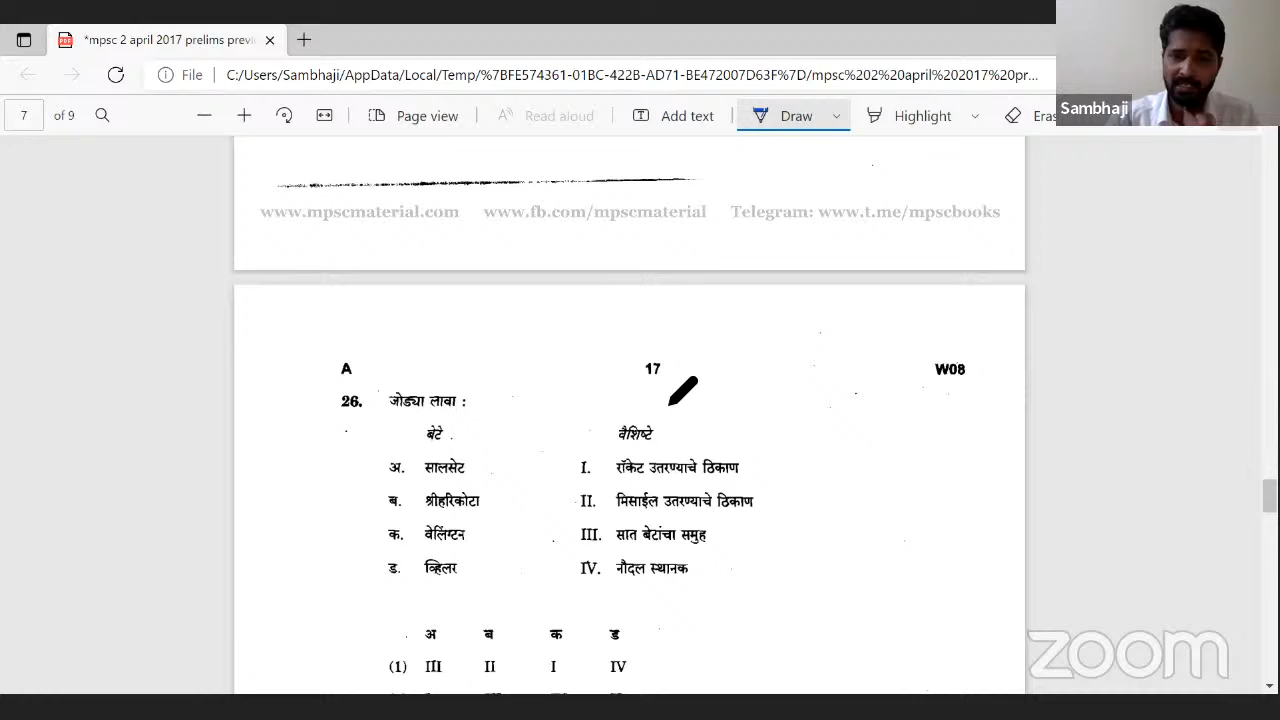 *mpsc 2 april 2017 prelims previ
File C:/Users/Sambhaji/AppData/Local/Temp/%7BFE574361-01BC-422B-AD71-BE472007D63F%7D/mpsc%202%20april%202017%20pr...
7 of 9 Page view Read aloud Add text Draw Highlight Eras
Sambhaji
www.mpscmaterial.com www.fb.com/mpscmaterial Telegram: www.t.me/mpscbooks
A 17 W08
26. जोड्या लावा :
बेटे वैशिष्टे
अ. सालसेट I. रॉकेट उतरण्याचे ठिकाण
ब. श्रीहरिकोटा II. मिसाईल उतरण्याचे ठिकाण
क. वेलिंग्टन III. सात बेटांचा समुह
ड. व्हिलर IV. नौदल स्थानक
अ ब क ड
(1) III II I IV
zoom